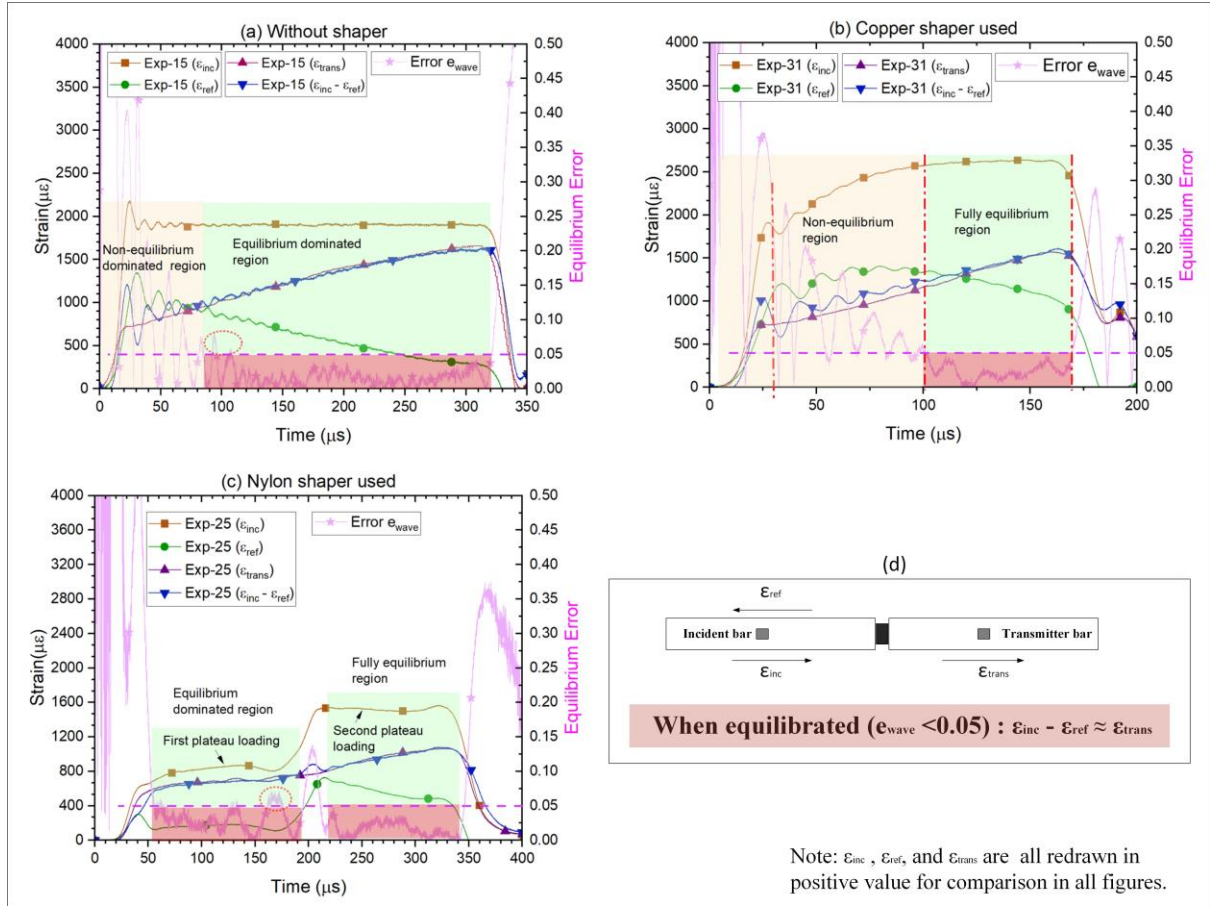 (a) Without shaper
Exp-15 (εinc)
Exp-15 (εtrans)
Error ewave
Exp-15 (εref)
Exp-15 (εinc - εref)
Non-equilibrium
dominated region
Equilibrium dominated
region
Strain(με)
4000
3500
3000
2500
2000
1500
1000
500
0
0.50
0.45
0.40
0.35
0.30
0.25
0.20
0.15
0.10
0.05
0.00
Equilibrium Error
0 50 100 150 200 250 300 350
Time (μs)
(b) Copper shaper used
Exp-31 (εinc)
Exp-31 (εtrans)
Error ewave
Exp-31 (εref)
Exp-31 (εinc - εref)
Non-equilibrium
region
Fully equilibrium
region
Strain(με)
4000
3500
3000
2500
2000
1500
1000
500
0
0.50
0.45
0.40
0.35
0.30
0.25
0.20
0.15
0.10
0.05
0.00
Equilibrium Error
0 50 100 150 200
Time (μs)
(c) Nylon shaper used
Exp-25 (εinc)
Error ewave
Exp-25 (εref)
Exp-25 (εtrans)
Exp-25 (εinc - εref)
Fully equilibrium
region
Equilibrium
dominated region
First plateau loading
Second plateau
loading
Strain(με)
4000
3600
3200
2800
2400
2000
1600
1200
800
400
0
0.50
0.45
0.40
0.35
0.30
0.25
0.20
0.15
0.10
0.05
0.00
Equilibrium Error
0 50 100 150 200 250 300 350 400
Time (μs)
(d)
εref
Incident bar
Transmitter bar
εinc
εtrans
When equilibrated (ewave <0.05) : εinc - εref ≈ εtrans
Note: εinc , εref, and εtrans are all redrawn in
positive value for comparison in all figures.